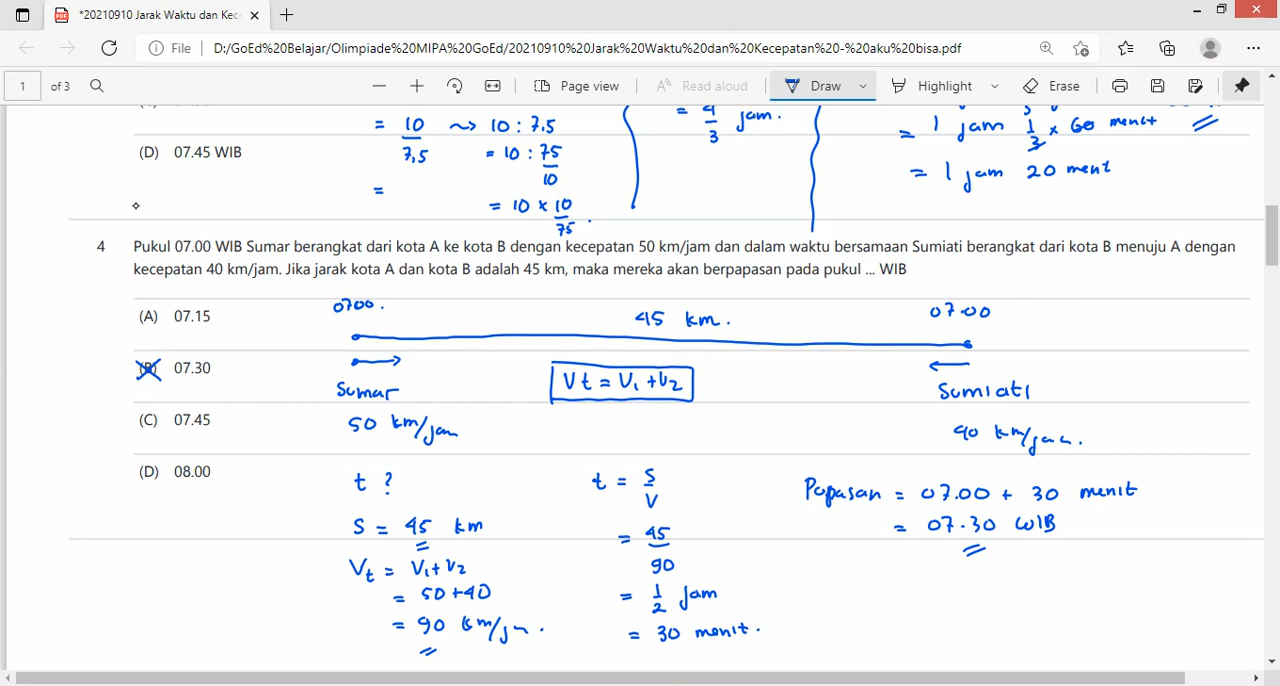 *20210910 Jarak Waktu dan Kec
File D:/GoEd%20Belajar/Olimpiade%20MIPA%20GoEd/20210910%20Jarak%20Waktu%20dan%20Kecepatan%20-%20aku%20bisa.pdf
1 of 3 Page view Read aloud Draw Highlight Erase
= 10/7,5 ~> 10 : 7,5
= 10 : 75/10
=
= 10 × 10/75 .
= 4/3 jam.
= 1 jam 1/3 × 60 menit
= 1 jam 20 menit
(D) 07.45 WIB
4 Pukul 07.00 WIB Sumar berangkat dari kota A ke kota B dengan kecepatan 50 km/jam dan dalam waktu bersamaan Sumiati berangkat dari kota B menuju A dengan
kecepatan 40 km/jam. Jika jarak kota A dan kota B adalah 45 km, maka mereka akan berpapasan pada pukul ... WIB
(A) 07.15
(B) 07.30
(C) 07.45
(D) 08.00
0700.
45 km.
07.00
Sumar
Vt = V1 + V2
Sumiati
50 km/jam
40 km/jam.
t ?
S = 45 km
Vt = V1 + V2
= 50 + 40
= 90 km/jm.
t = S/V
= 45/90
= 1/2 jam
= 30 menit.
Papasan = 07.00 + 30 menit
= 07.30 WIB